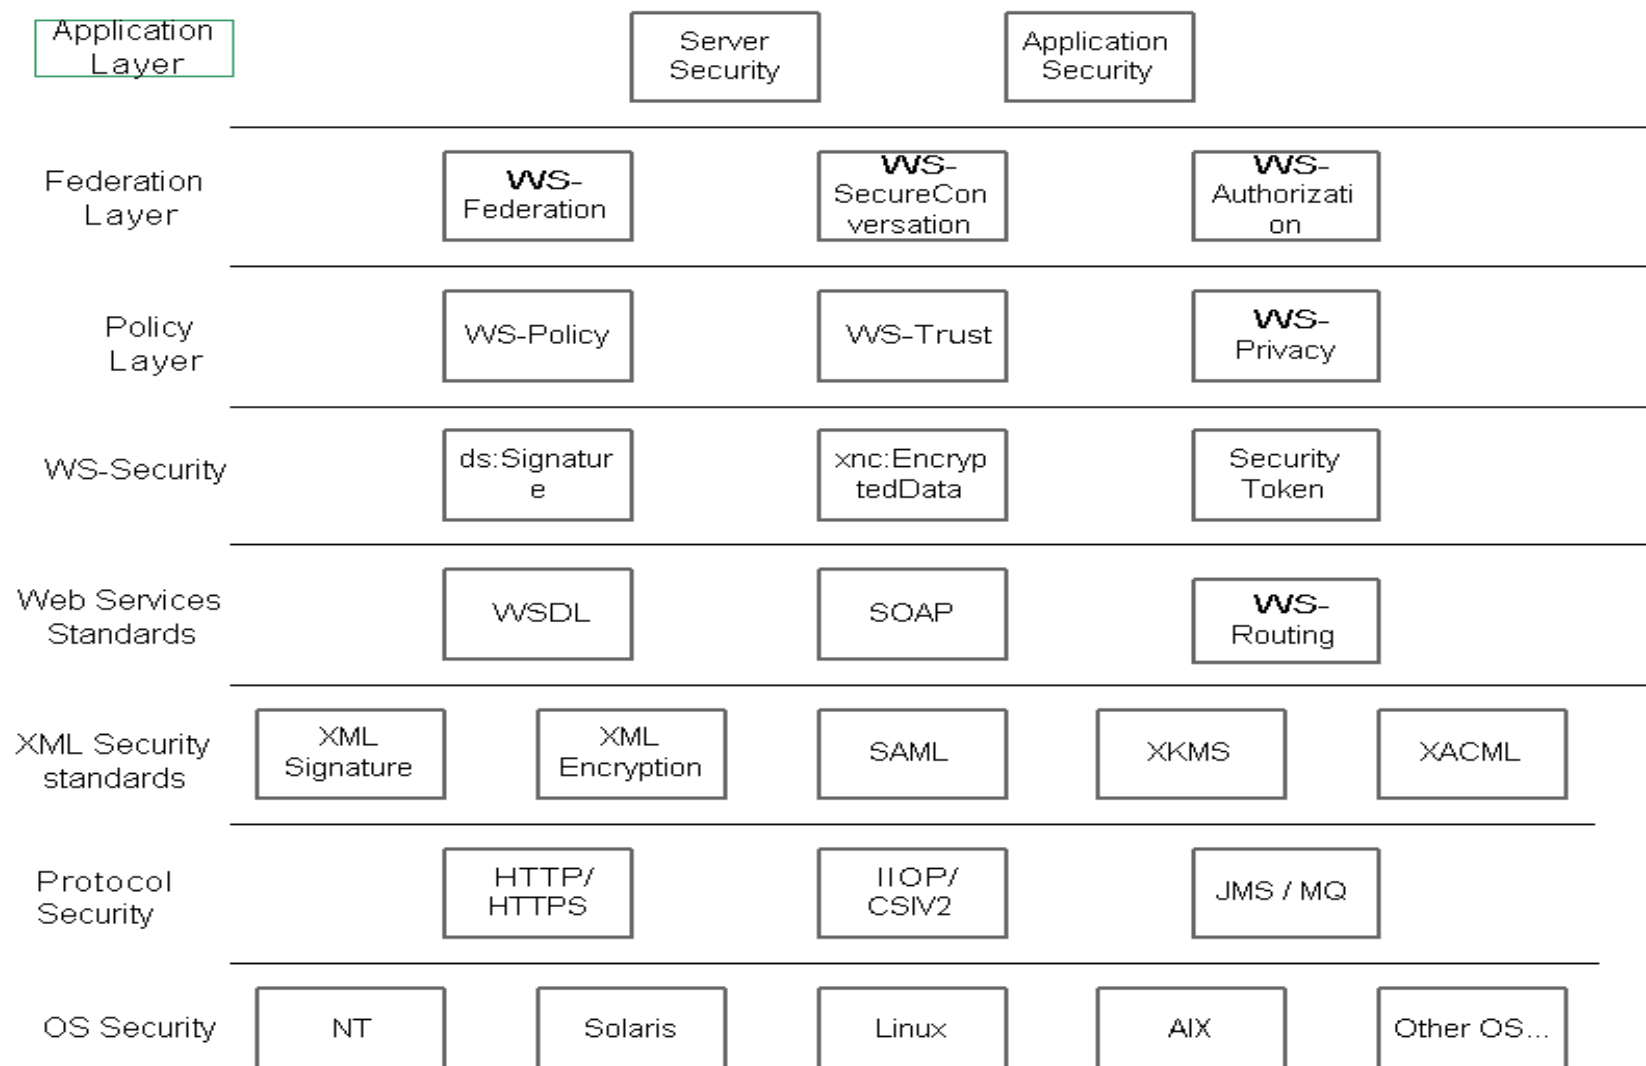 Application
Layer
Server
Security
Application
Security
Federation
Layer
WS-
Federation
WS-
SecureCon
versation
WS-
Authorizati
on
Policy
Layer
WS-Policy
WS-Trust
WS-
Privacy
WS-Security
ds:Signatur
e
xnc:Encryp
tedData
Security
Token
Web Services
Standards
WSDL
SOAP
WS-
Routing
XML Security
standards
XML
Signature
XML
Encryption
SAML
XKMS
XACML
Protocol
Security
HTTP/
HTTPS
IIOP/
CSIV2
JMS / MQ
OS Security
NT
Solaris
Linux
AIX
Other OS...